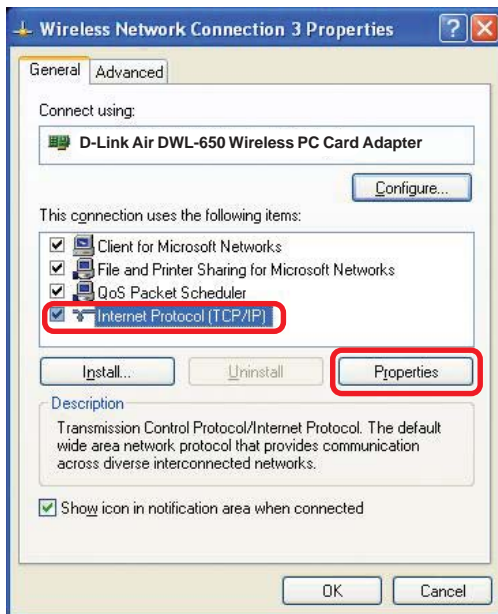 Wireless Network Connection 3 Properties
General
Advanced
Connect using:
D-Link Air DWL-650 Wireless PC Card Adapter
Configure...
This connection uses the following items:
Client for Microsoft Networks
File and Printer Sharing for Microsoft Networks
QoS Packet Scheduler
Internet Protocol (TCP/IP)
Install...
Uninstall
Properties
Description
Transmission Control Protocol/Internet Protocol. The default
wide area network protocol that provides communication
across diverse interconnected networks.
Show icon in notification area when connected
OK
Cancel